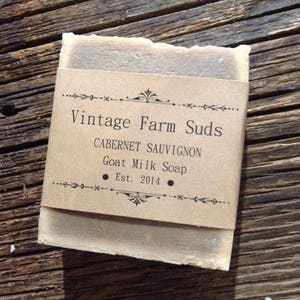 Vintage Farm Suds
CABERNET SAUVIGNON
Goat Milk Soap
● Est. 2014 ●